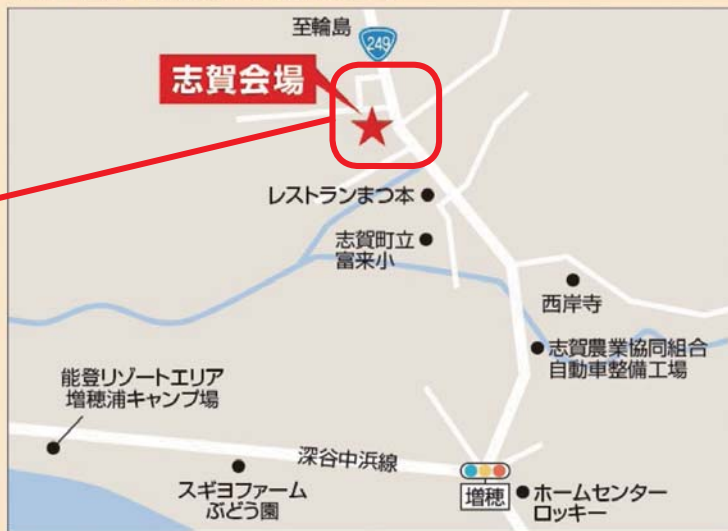 至輪島
249
志賀会場
レストランまつ本
志賀町立
富来小
西岸寺
志賀農業協同組合
自動車整備工場
能登リゾートエリア
増穂浦キャンプ場
深谷中浜線
スギヨファーム
ぶどう園
増穂
ホームセンター
ロッキー